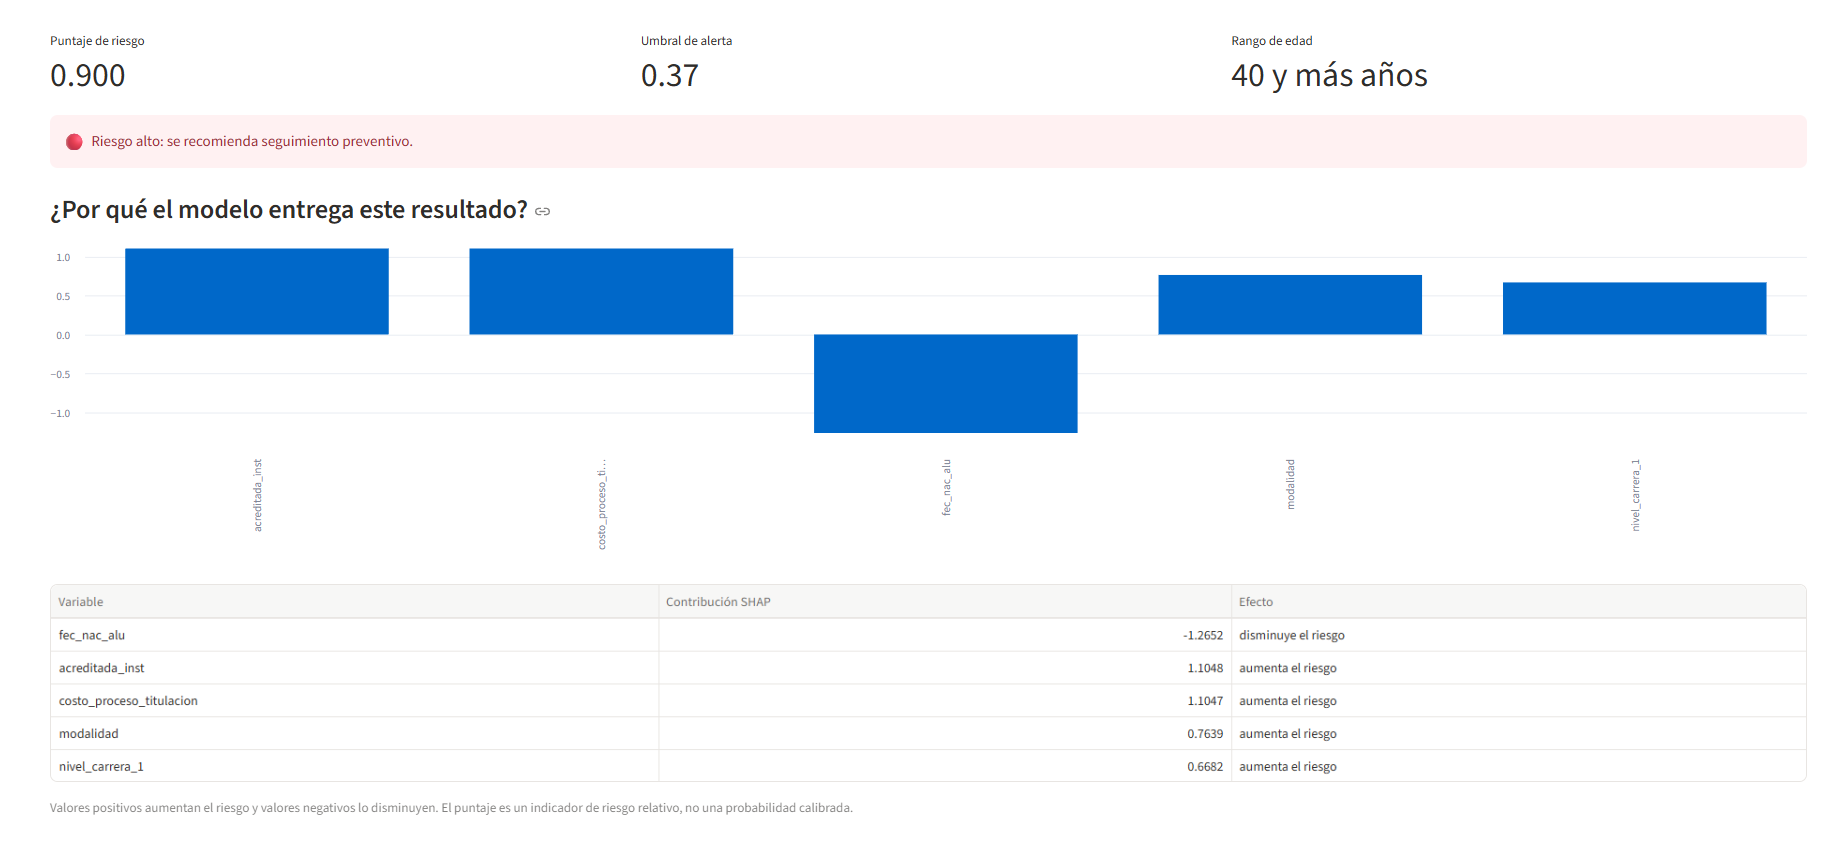 Puntaje de riesgo
Umbral de alerta
Rango de edad
0.900
0.37
40 y más años
Riesgo alto: se recomienda seguimiento preventivo.
¿Por qué el modelo entrega este resultado?
1.0
0.5
0.0
−0.5
−1.0
acreditada_inst
costo_proceso_ti…
fec_nac_alu
modalidad
nivel_carrera_1
Variable Contribución SHAP Efecto
fec_nac_alu -1.2652 disminuye el riesgo
acreditada_inst 1.1048 aumenta el riesgo
costo_proceso_titulacion 1.1047 aumenta el riesgo
modalidad 0.7639 aumenta el riesgo
nivel_carrera_1 0.6682 aumenta el riesgo
Valores positivos aumentan el riesgo y valores negativos lo disminuyen. El puntaje es un indicador de riesgo relativo, no una probabilidad calibrada.